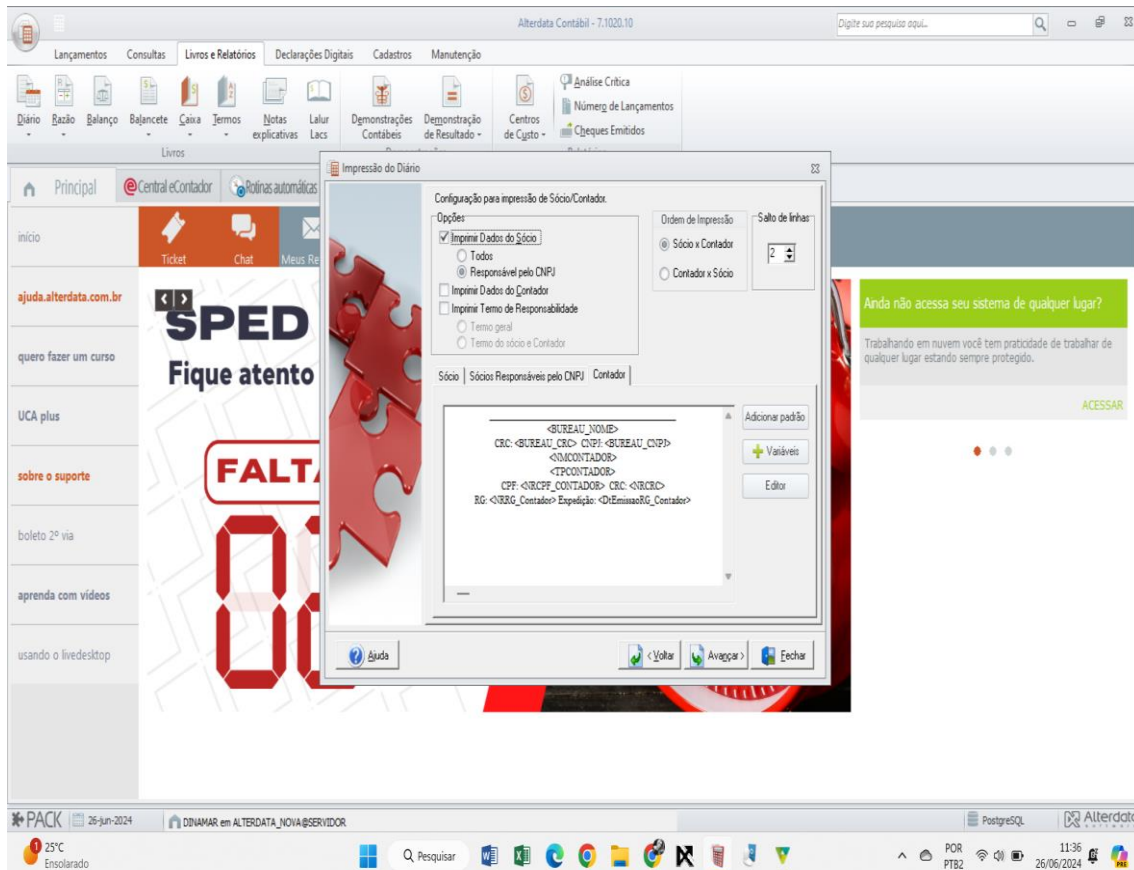 Alterdata Contábil - 7.1020.10
Digite sua pesquisa aqui...
Lançamentos Consultas Livros e Relatórios Declarações Digitais Cadastros Manutenção
Diário Razão Balanço Balancete Caixa Termos Notas explicativas Lalur Lacs
Demonstrações Contábeis Demonstração de Resultado
Centros de Custo
Análise Crítica
Número de Lançamentos
Cheques Emitidos
Livros
Principal Central eContador Rotinas automáticas
início
ajuda.alterdata.com.br
quero fazer um curso
UCA plus
sobre o suporte
boleto 2º via
aprenda com vídeos
usando o livedesktop
Ticket Chat Meus Re
SPED
Fique atento
FALTA
Impressão do Diário
Configuração para impressão de Sócio/Contador.
Opções
Imprimir Dados do Sócio
Todos
Responsável pelo CNPJ
Imprimir Dados do Contador
Imprimir Termo de Responsabilidade
Termo geral
Termo do sócio e Contador
Ordem de Impressão
Sócio x Contador
Contador x Sócio
Salto de linhas
2
Sócio Sócios Responsáveis pelo CNPJ Contador
<BUREAU_NOME>
CRC: <BUREAU_CRC> CNPJ: <BUREAU_CNPJ>
<NMCONTADOR>
<TPCONTADOR>
CPF: <NRCPF_CONTADOR> CRC: <NRCRC>
RG: <NRRG_Contador> Expedição: <DtEmissaoRG_Contador>
Adicionar padrão
Variáveis
Editor
Ajuda < Voltar Avançar > Fechar
Ainda não acessa seu sistema de qualquer lugar?
Trabalhando em nuvem você tem praticidade de trabalhar de
qualquer lugar estando sempre protegido.
ACESSAR
PACK 26-jun-2024 DINAMAR em ALTERDATA_NOVA@SERVIDOR PostgreSQL Alterdata
1 25°C
Ensolarado
Pesquisar
POR
PTB2
11:36
26/06/2024
PRE